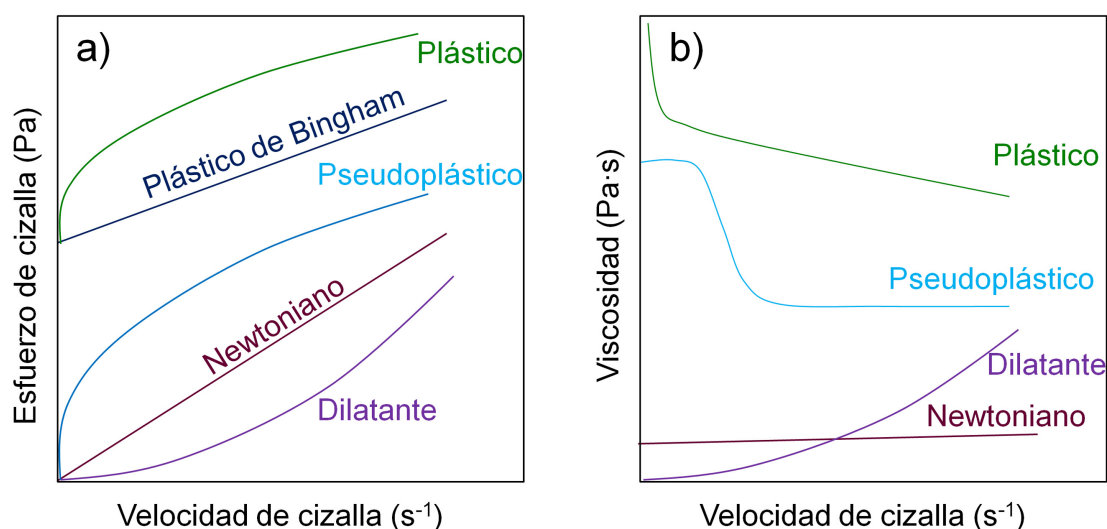 a)
Plástico
Plástico de Bingham
Pseudoplástico
Newtoniano
Dilatante
Esfuerzo de cizalla (Pa)
Velocidad de cizalla (s-1)
b)
Plástico
Pseudoplástico
Dilatante
Newtoniano
Viscosidad (Pa·s)
Velocidad de cizalla (s-1)